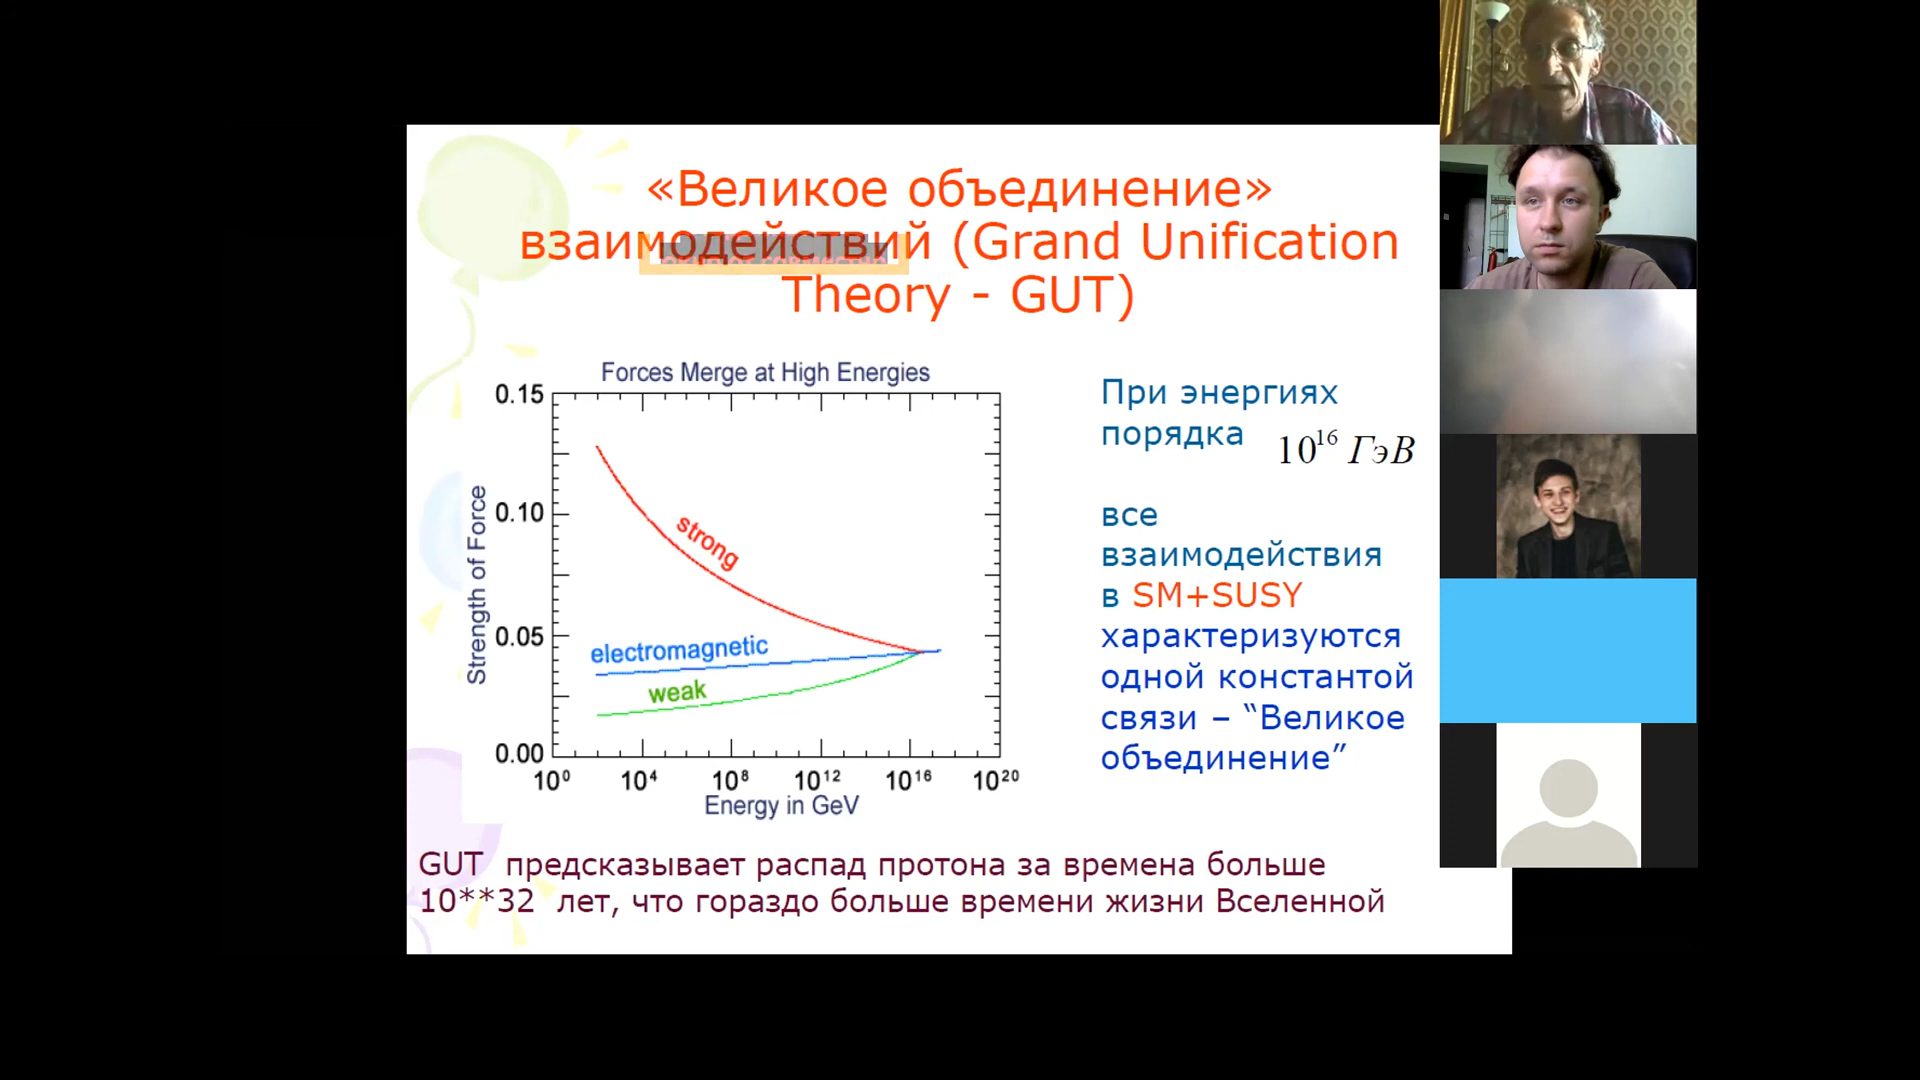 «Великое объединение»
взаимодействий (Grand Unification
Theory - GUT)
Forces Merge at High Energies
0.15
0.10
0.05
0.00
Strength of Force
strong
electromagnetic
weak
10⁰ 10⁴ 10⁸ 10¹² 10¹⁶ 10²⁰
Energy in GeV
При энергиях
порядка 10¹⁶ ГэВ
все
взаимодействия
в SM+SUSY
характеризуются
одной константой
связи – “Великое
объединение”
GUT предсказывает распад протона за времена больше
10**32 лет, что гораздо больше времени жизни Вселенной